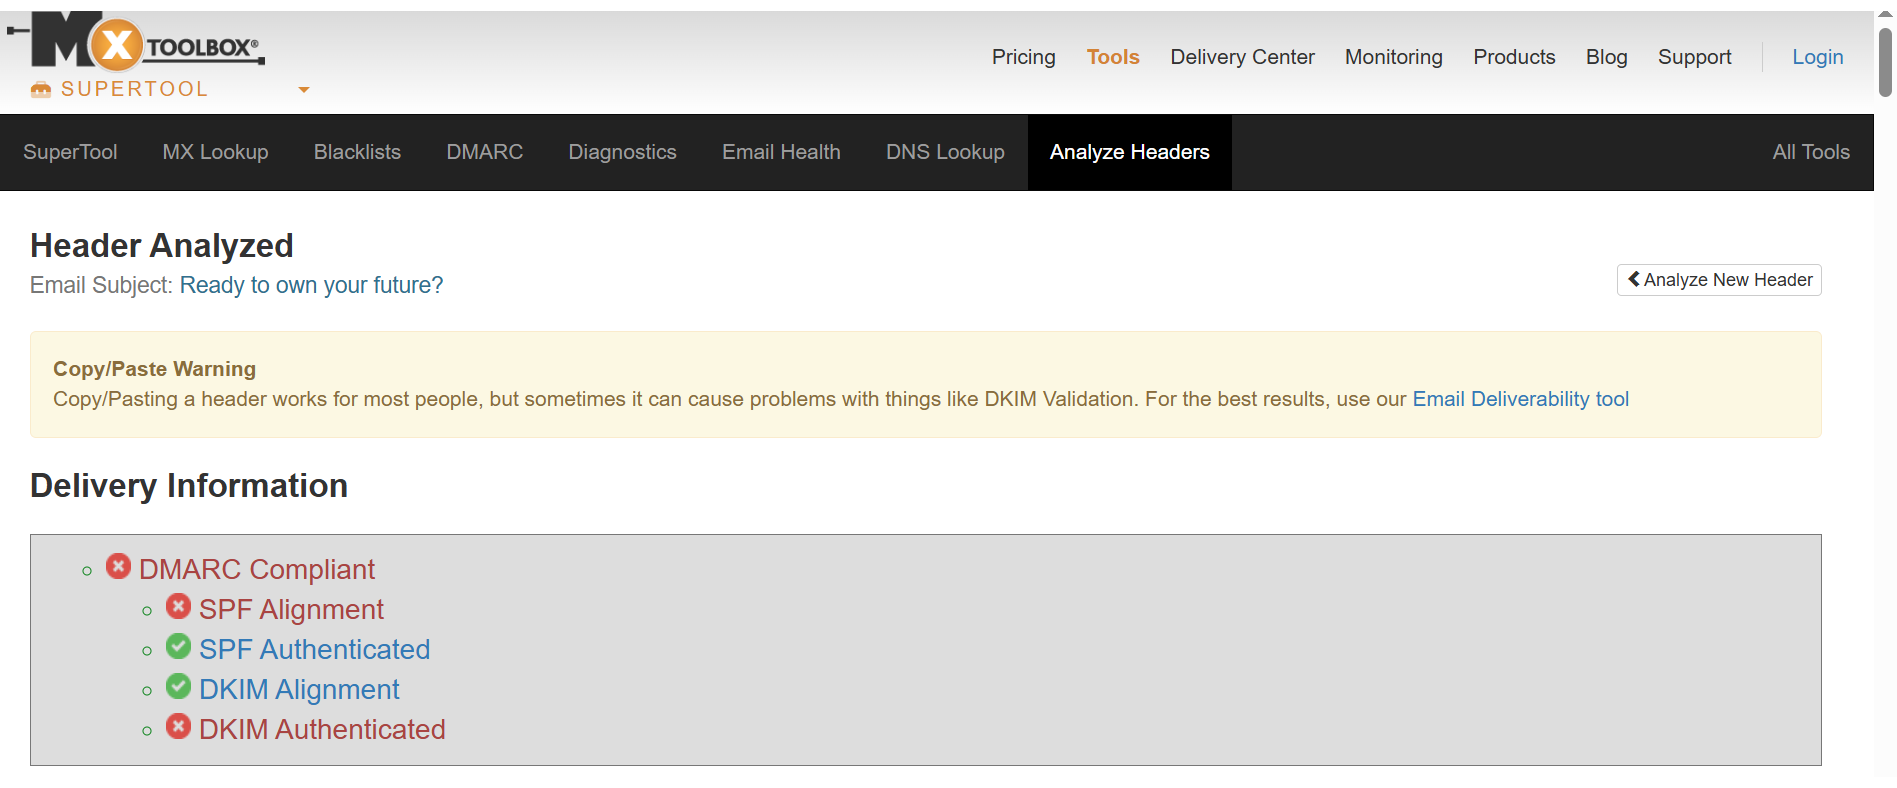 MX TOOLBOX®
SUPERTOOL
Pricing Tools Delivery Center Monitoring Products Blog Support Login
SuperTool MX Lookup Blacklists DMARC Diagnostics Email Health DNS Lookup Analyze Headers All Tools
Header Analyzed
Email Subject: Ready to own your future?
Analyze New Header
Copy/Paste Warning
Copy/Pasting a header works for most people, but sometimes it can cause problems with things like DKIM Validation. For the best results, use our Email Deliverability tool
Delivery Information
DMARC Compliant
SPF Alignment
SPF Authenticated
DKIM Alignment
DKIM Authenticated